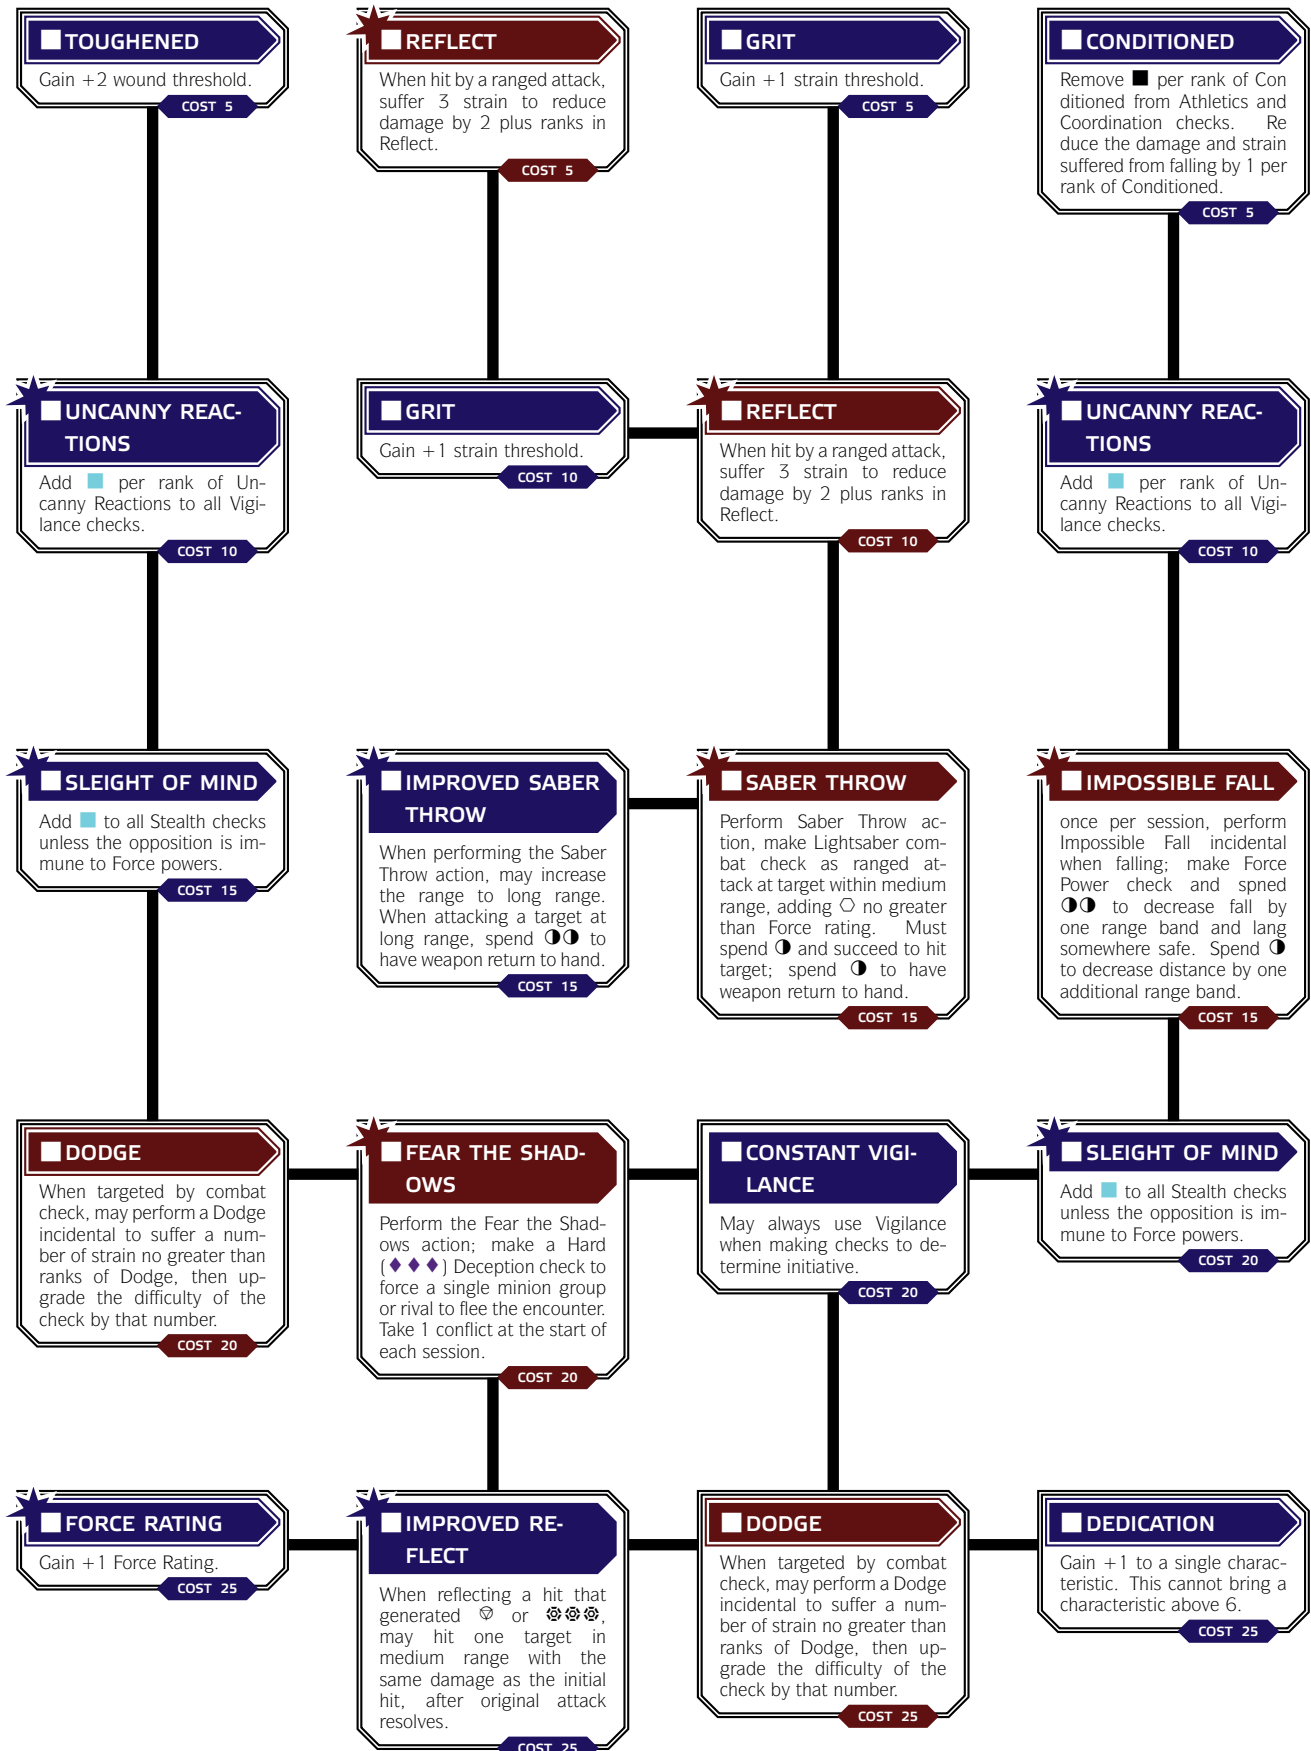 TOUGHENED
Gain +2 wound threshold.
COST 5
REFLECT
When hit by a ranged attack,
suffer 3 strain to reduce
damage by 2 plus ranks in
Reflect.
COST 5
GRIT
Gain +1 strain threshold.
COST 5
CONDITIONED
Remove ■ per rank of Con
ditioned from Athletics and
Coordination checks. Re
duce the damage and strain
suffered from falling by 1 per
rank of Conditioned.
COST 5
UNCANNY REAC-
TIONS
Add ■ per rank of Un-
canny Reactions to all Vigi-
lance checks.
COST 10
GRIT
Gain +1 strain threshold.
COST 10
REFLECT
When hit by a ranged attack,
suffer 3 strain to reduce
damage by 2 plus ranks in
Reflect.
COST 10
UNCANNY REAC-
TIONS
Add ■ per rank of Un-
canny Reactions to all Vigi-
lance checks.
COST 10
SLEIGHT OF MIND
Add ■ to all Stealth checks
unless the opposition is im-
mune to Force powers.
COST 15
IMPROVED SABER
THROW
When performing the Saber
Throw action, may increase
the range to long range.
When attacking a target at
long range, spend ◑◑ to
have weapon return to hand.
COST 15
SABER THROW
Perform Saber Throw ac-
tion, make Lightsaber com-
bat check as ranged at-
tack at target within medium
range, adding ⬡ no greater
than Force rating. Must
spend ◑ and succeed to hit
target; spend ◑ to have
weapon return to hand.
COST 15
IMPOSSIBLE FALL
once per session, perform
Impossible Fall incidental
when falling; make Force
Power check and spned
◑◑ to decrease fall by
one range band and lang
somewhere safe. Spend ◑
to decrease distance by one
additional range band.
COST 15
DODGE
When targeted by combat
check, may perform a Dodge
incidental to suffer a num-
ber of strain no greater than
ranks of Dodge, then up-
grade the difficulty of the
check by that number.
COST 20
FEAR THE SHAD-
OWS
Perform the Fear the Shad-
ows action; make a Hard
(♦♦♦) Deception check to
force a single minion group
or rival to flee the encounter.
Take 1 conflict at the start of
each session.
COST 20
CONSTANT VIGI-
LANCE
May always use Vigilance
when making checks to de-
termine initiative.
COST 20
SLEIGHT OF MIND
Add ■ to all Stealth checks
unless the opposition is im-
mune to Force powers.
COST 20
FORCE RATING
Gain +1 Force Rating.
COST 25
IMPROVED RE-
FLECT
When reflecting a hit that
generated or ,
may hit one target in
medium range with the
same damage as the initial
hit, after original attack
resolves.
COST 25
DODGE
When targeted by combat
check, may perform a Dodge
incidental to suffer a num-
ber of strain no greater than
ranks of Dodge, then up-
grade the difficulty of the
check by that number.
COST 25
DEDICATION
Gain +1 to a single charac-
teristic. This cannot bring a
characteristic above 6.
COST 25